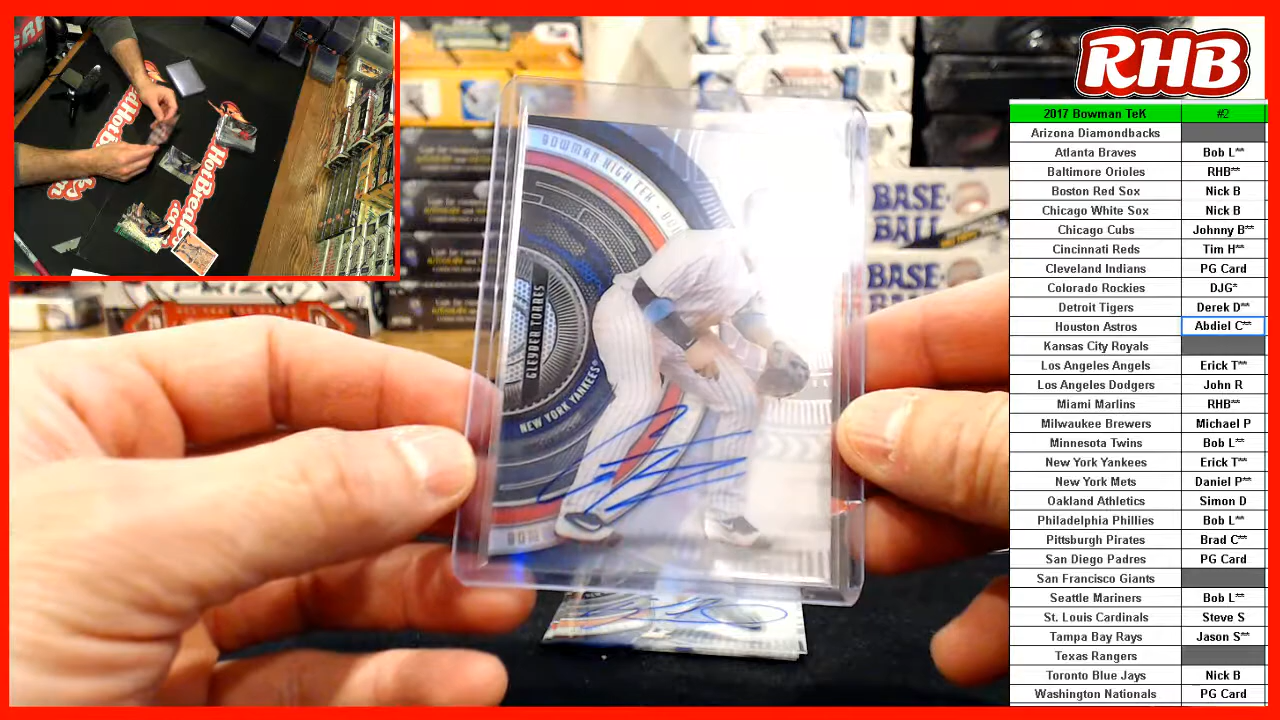 RHB
2017 Bowman TeK #2
Arizona Diamondbacks
Atlanta Braves Bob L**
Baltimore Orioles RHB**
Boston Red Sox Nick B
Chicago White Sox Nick B
Chicago Cubs Johnny B**
Cincinnati Reds Tim H**
Cleveland Indians PG Card
Colorado Rockies DJG*
Detroit Tigers Derek D**
Houston Astros Abdiel C**
Kansas City Royals
Los Angeles Angels Erick T**
Los Angeles Dodgers John R
Miami Marlins RHB**
Milwaukee Brewers Michael P
Minnesota Twins Bob L**
New York Yankees Erick T**
New York Mets Daniel P**
Oakland Athletics Simon D
Philadelphia Phillies Bob L**
Pittsburgh Pirates Brad C**
San Diego Padres PG Card
San Francisco Giants
Seattle Mariners Bob L**
St. Louis Cardinals Steve S
Tampa Bay Rays Jason S**
Texas Rangers
Toronto Blue Jays Nick B
Washington Nationals PG Card
BOWMAN HIGH TEK
GLEYBER TORRES
NEW YORK YANKEES
BASE-
BALL
BASE-